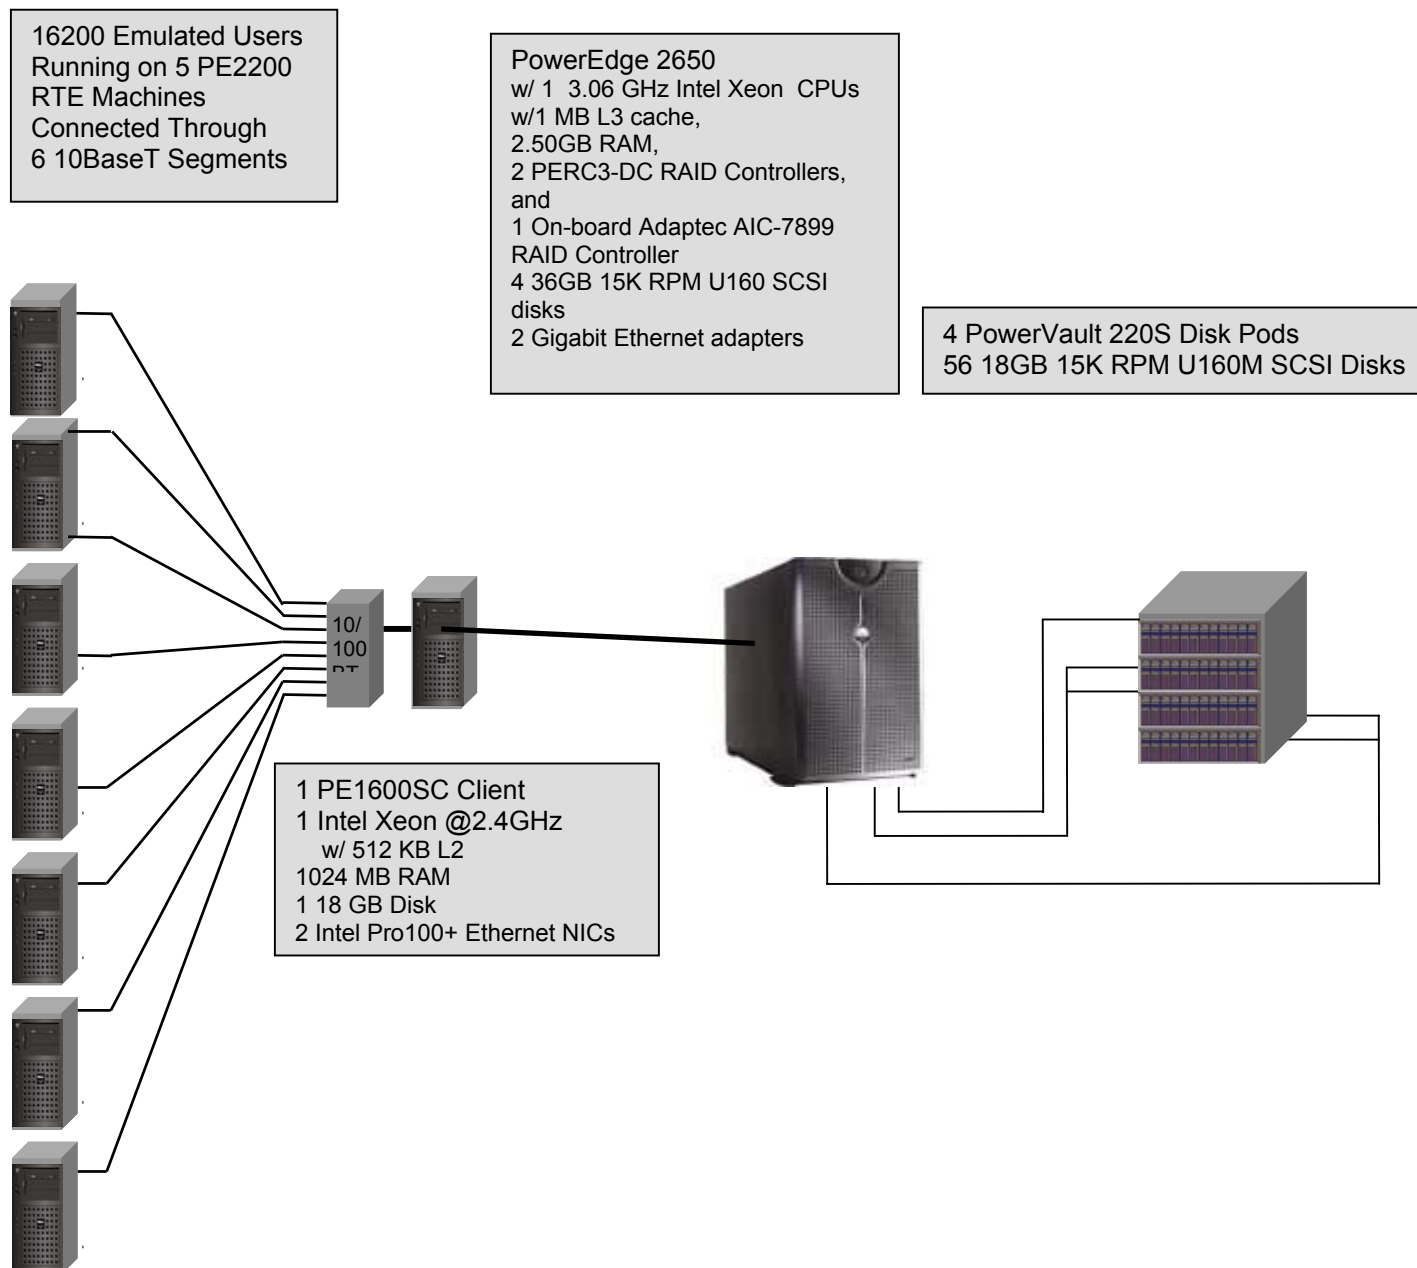 16200 Emulated Users
Running on 5 PE2200
RTE Machines
Connected Through
6 10BaseT Segments
PowerEdge 2650
w/ 1 3.06 GHz Intel Xeon CPUs
w/1 MB L3 cache,
2.50GB RAM,
2 PERC3-DC RAID Controllers,
and
1 On-board Adaptec AIC-7899
RAID Controller
4 36GB 15K RPM U160 SCSI
disks
2 Gigabit Ethernet adapters
4 PowerVault 220S Disk Pods
56 18GB 15K RPM U160M SCSI Disks
10/
100
1 PE1600SC Client
1 Intel Xeon @2.4GHz
w/ 512 KB L2
1024 MB RAM
1 18 GB Disk
2 Intel Pro100+ Ethernet NICs